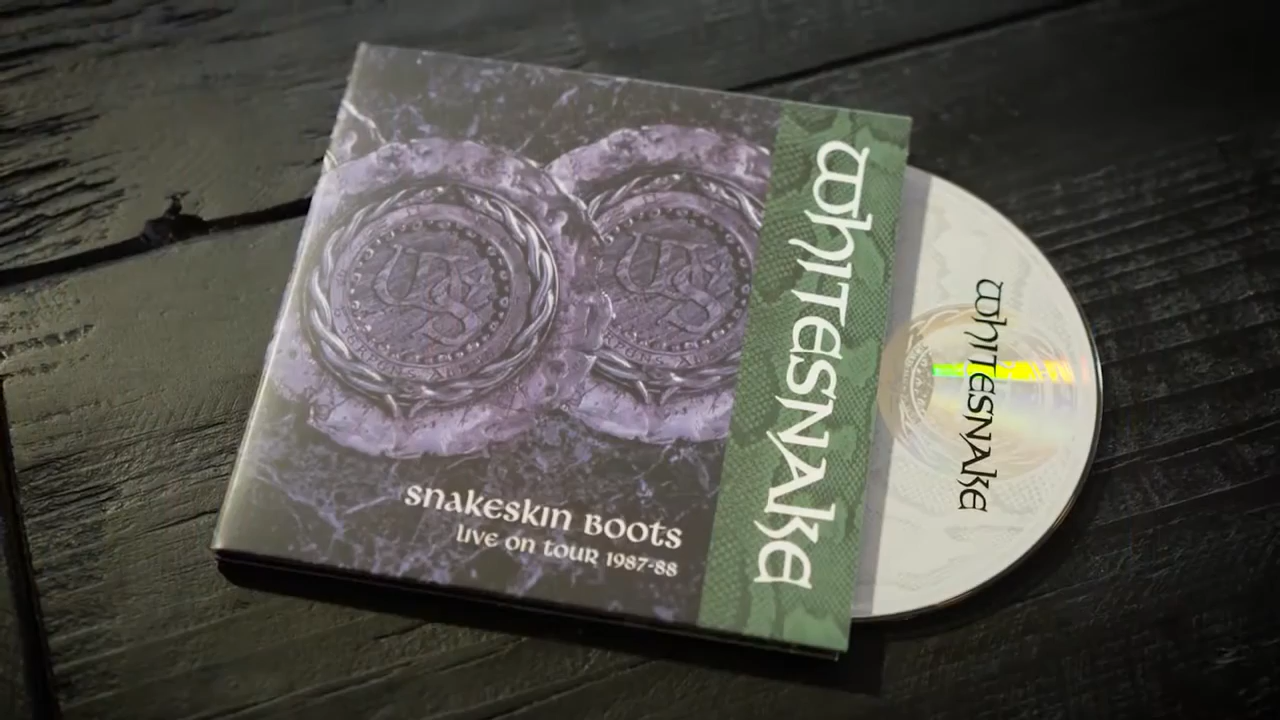 snakeskin boots
live on tour 1987-88
whitesnake
whitesnake